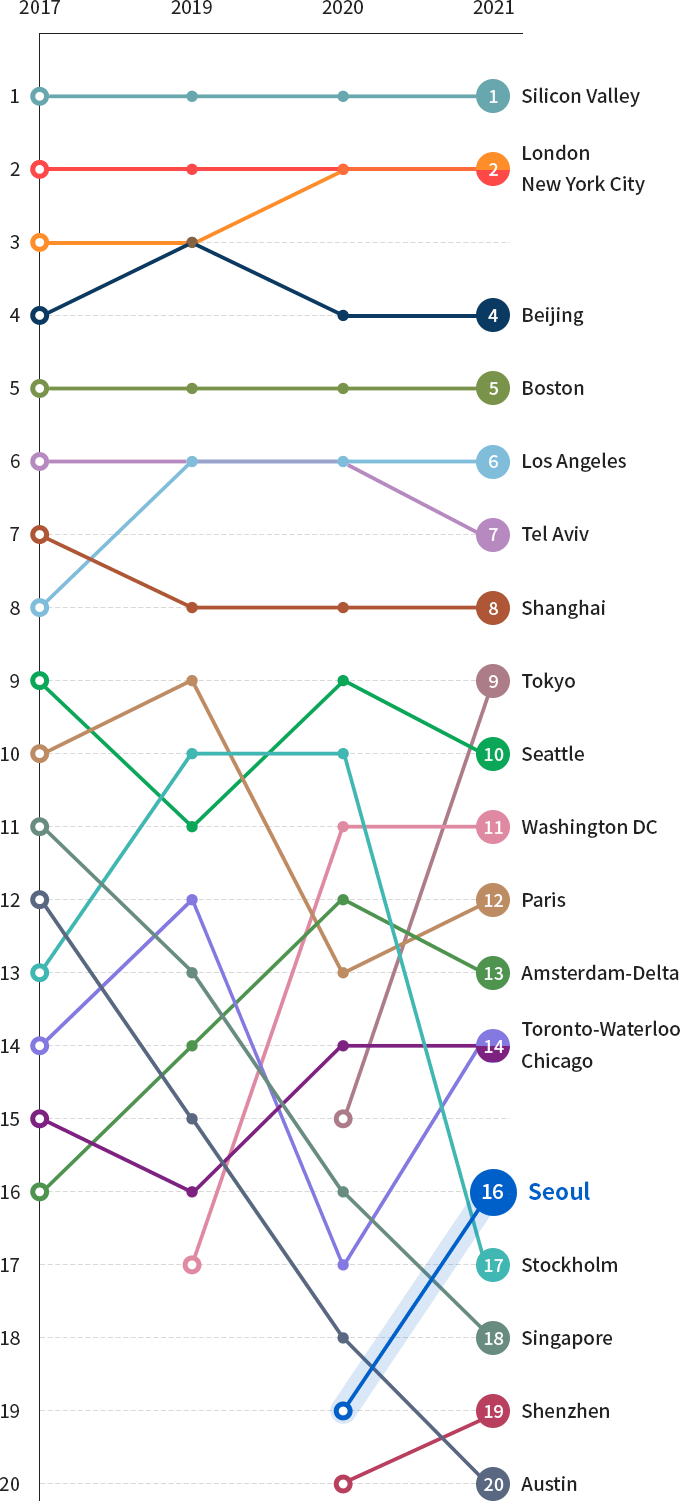 2017 2019 2020 2021
1 1 Silicon Valley
London
2 2
New York City
3
4 4 Beijing
5 5 Boston
6 6 Los Angeles
7 7 Tel Aviv
8 8 Shanghai
9 9 Tokyo
10 10 Seattle
11 11 Washington DC
12 12 Paris
13 13 Amsterdam-Delta
Toronto-Waterloo
14 14
Chicago
15
16 16 Seoul
17 17 Stockholm
18 18 Singapore
19 19 Shenzhen
20 20 Austin